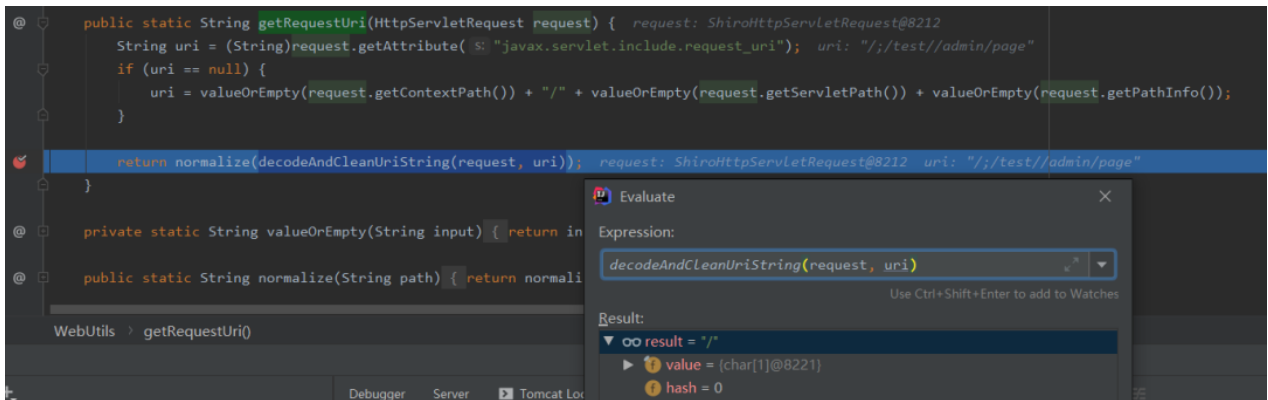 public static String getRequestUri(HttpServletRequest request) { request: ShiroHttpServletRequest@8212
String uri = (String)request.getAttribute( s: "javax.servlet.include.request_uri"); uri: "/;/test//admin/page"
if (uri == null) {
uri = valueOrEmpty(request.getContextPath()) + "/" + valueOrEmpty(request.getServletPath()) + valueOrEmpty(request.getPathInfo());
}
return normalize(decodeAndCleanUriString(request, uri)); request: ShiroHttpServletRequest@8212 uri: "/;/test//admin/page"
}
Evaluate
private static String valueOrEmpty(String input) { return in
Expression:
decodeAndCleanUriString(request, uri)
public static String normalize(String path) { return normali
Use Ctrl+Shift+Enter to add to Watches
Result:
WebUtils > getRequestUri()
result = "/"
value = {char[1]@8221}
hash = 0
Debugger Server Tomcat Loc